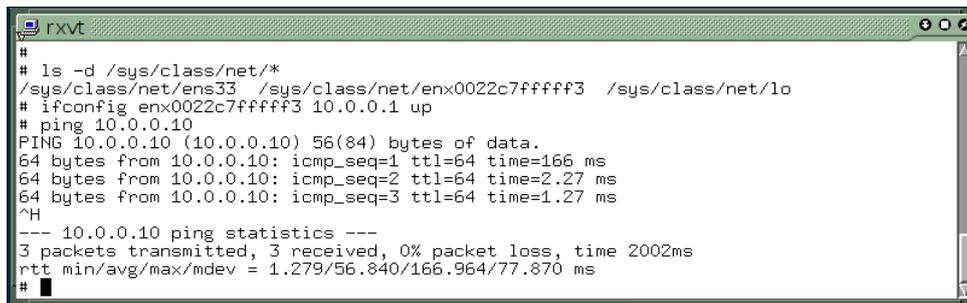 rxvt
#
# ls -d /sys/class/net/*
/sys/class/net/ens33  /sys/class/net/enx0022c7fffff3  /sys/class/net/lo
# ifconfig enx0022c7fffff3 10.0.0.1 up
# ping 10.0.0.10
PING 10.0.0.10 (10.0.0.10) 56(84) bytes of data.
64 bytes from 10.0.0.10: icmp_seq=1 ttl=64 time=166 ms
64 bytes from 10.0.0.10: icmp_seq=2 ttl=64 time=2.27 ms
64 bytes from 10.0.0.10: icmp_seq=3 ttl=64 time=1.27 ms
^H
--- 10.0.0.10 ping statistics ---
3 packets transmitted, 3 received, 0% packet loss, time 2002ms
rtt min/avg/max/mdev = 1.279/56.840/166.964/77.870 ms
#